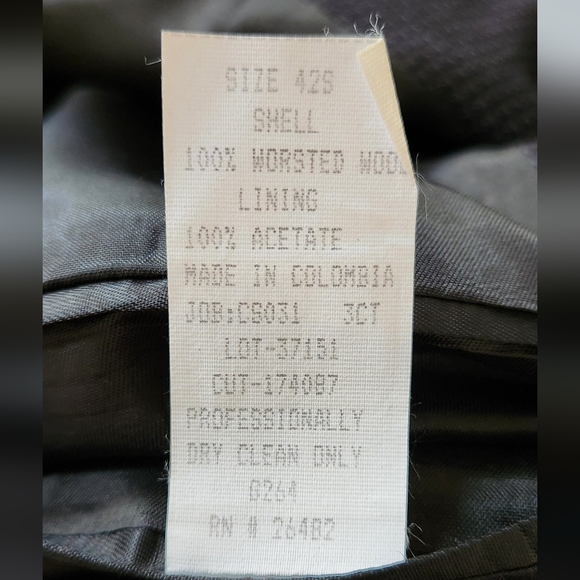 SIZE 42S
SHELL
100% WORSTED WOOL
LINING
100% ACETATE
MADE IN COLOMBIA
JOB:CG031 3CT
LOT-37151
CUT-174087
PROFESSIONALLY
DRY CLEAN ONLY
G264
RN # 26482